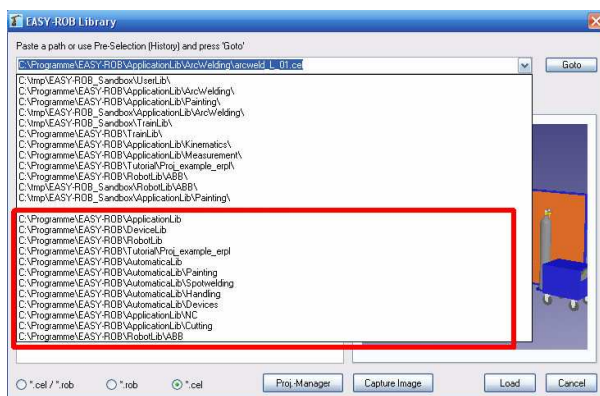 EASY-ROB Library
Paste a path or use Pre-Selection (History) and press 'Goto'
C:\Programme\EASY-ROB\ApplicationLib\ArcWelding\arcweld_L_01.cel
Goto
C:\tmp\EASY-ROB_Sandbox\UserLib\
C:\Programme\EASY-ROB\ApplicationLib\ArcWelding\
C:\Programme\EASY-ROB\ApplicationLib\Painting\
C:\tmp\EASY-ROB_Sandbox\ApplicationLib\ArcWelding\
C:\tmp\EASY-ROB_Sandbox\TrainLib\
C:\Programme\EASY-ROB\TrainLib\
C:\Programme\EASY-ROB\ApplicationLib\Kinematics\
C:\Programme\EASY-ROB\ApplicationLib\Measurement\
C:\Programme\EASY-ROB\Tutorial\Proj_example_erpl\
C:\Programme\EASY-ROB\RobotLib\ABB\
C:\tmp\EASY-ROB_Sandbox\RobotLib\ABB\
C:\tmp\EASY-ROB_Sandbox\ApplicationLib\Painting\
C:\Programme\EASY-ROB\ApplicationLib
C:\Programme\EASY-ROB\DeviceLib
C:\Programme\EASY-ROB\RobotLib
C:\Programme\EASY-ROB\Tutorial\Proj_example_erpl
C:\Programme\EASY-ROB\AutomaticaLib
C:\Programme\EASY-ROB\AutomaticaLib\Painting
C:\Programme\EASY-ROB\AutomaticaLib\Spotwelding
C:\Programme\EASY-ROB\AutomaticaLib\Handling
C:\Programme\EASY-ROB\AutomaticaLib\Devices
C:\Programme\EASY-ROB\ApplicationLib\NC
C:\Programme\EASY-ROB\ApplicationLib\Cutting
C:\Programme\EASY-ROB\RobotLib\ABB
*.cel / *.rob
*.rob
*.cel
Proj.-Manager
Capture Image
Load
Cancel